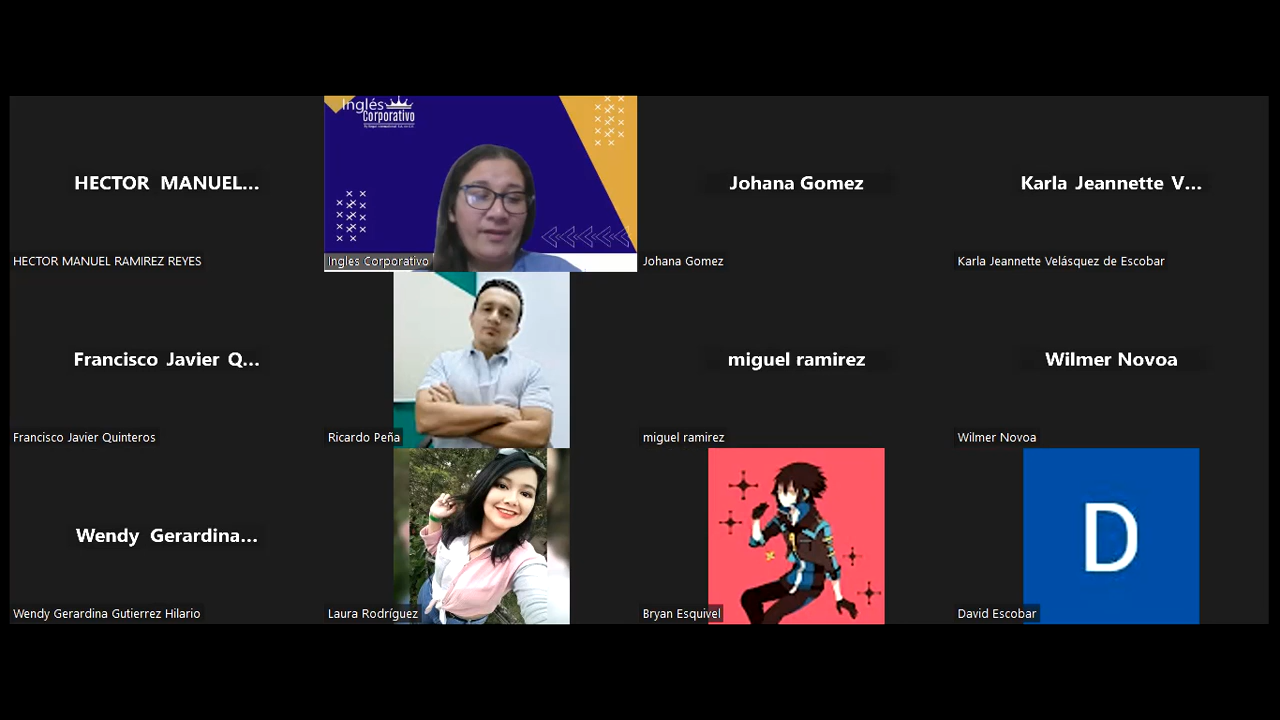 HECTOR MANUEL...
HECTOR MANUEL RAMIREZ REYES
Inglés
Corporativo
Ingles Corporativo
Johana Gomez
Johana Gomez
Karla Jeannette V...
Karla Jeannette Velásquez de Escobar
Francisco Javier Q...
Francisco Javier Quinteros
Ricardo Peña
miguel ramirez
miguel ramirez
Wilmer Novoa
Wilmer Novoa
Wendy Gerardina...
Wendy Gerardina Gutierrez Hilario
Laura Rodríguez
Bryan Esquivel
D
David Escobar